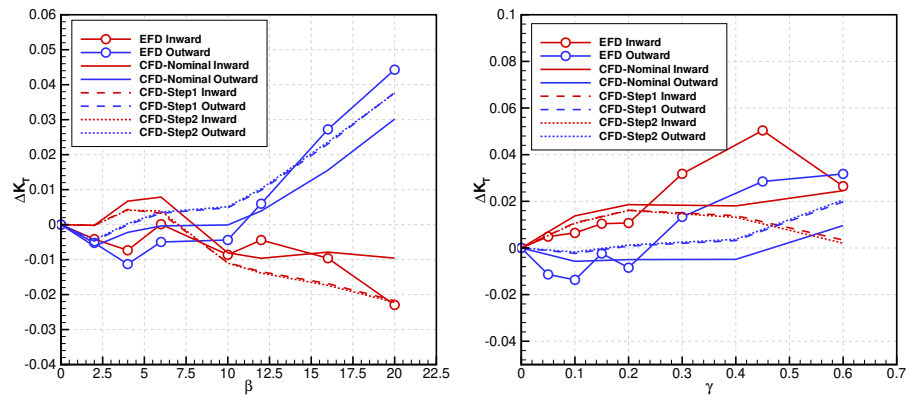 0.06
0.05
0.04
0.03
0.02
0.01
0
-0.01
-0.02
-0.03
-0.04
ΔK_T
EFD Inward
EFD Outward
CFD-Nominal Inward
CFD-Nominal Outward
CFD-Step1 Inward
CFD-Step1 Outward
CFD-Step2 Inward
CFD-Step2 Outward
0 2.5 5 7.5 10 12.5 15 17.5 20 22.5
β
0.1
0.08
0.06
0.04
0.02
0
-0.02
-0.04
ΔK_T
EFD Inward
EFD Outward
CFD-Nominal Inward
CFD-Nominal Outward
CFD-Step1 Inward
CFD-Step1 Outward
CFD-Step2 Inward
CFD-Step2 Outward
0 0.1 0.2 0.3 0.4 0.5 0.6 0.7
γ